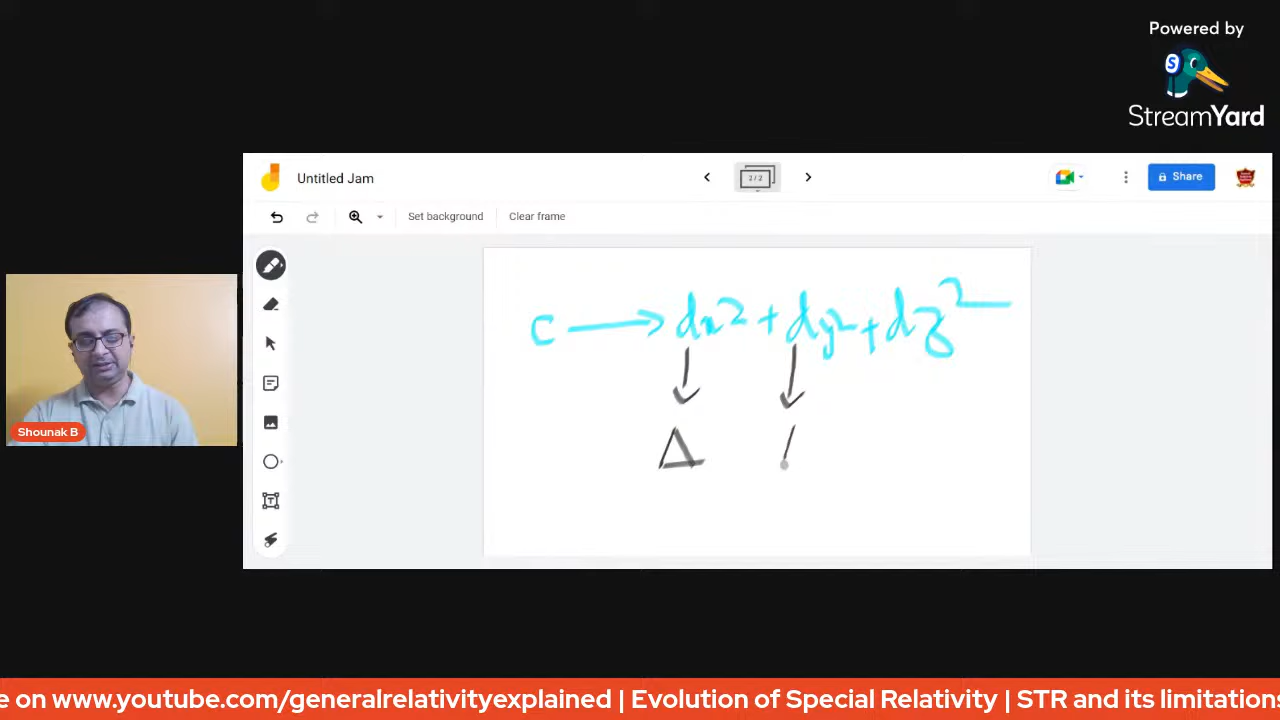 Powered by
StreamYard
Untitled Jam
2/2
Share
Set background
Clear frame
c → dx2 + dy2 + dz2
Δ
Shounak B
e on www.youtube.com/generalrelativityexplained | Evolution of Special Relativity | STR and its limitations